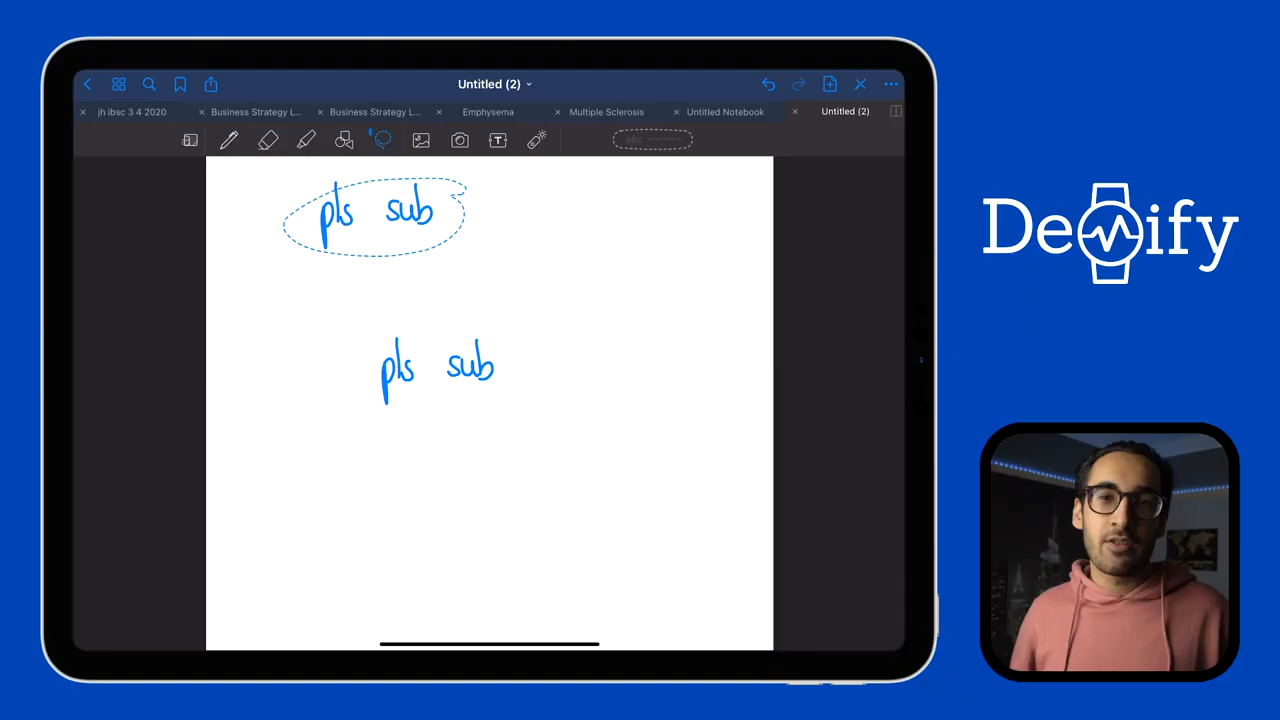 Untitled (2)
jh ibsc 3 4 2020
Business Strategy L...
Business Strategy L...
Emphysema
Multiple Sclerosis
Untitled Notebook
Untitled (2)
T
pls sub
pls sub
Demify